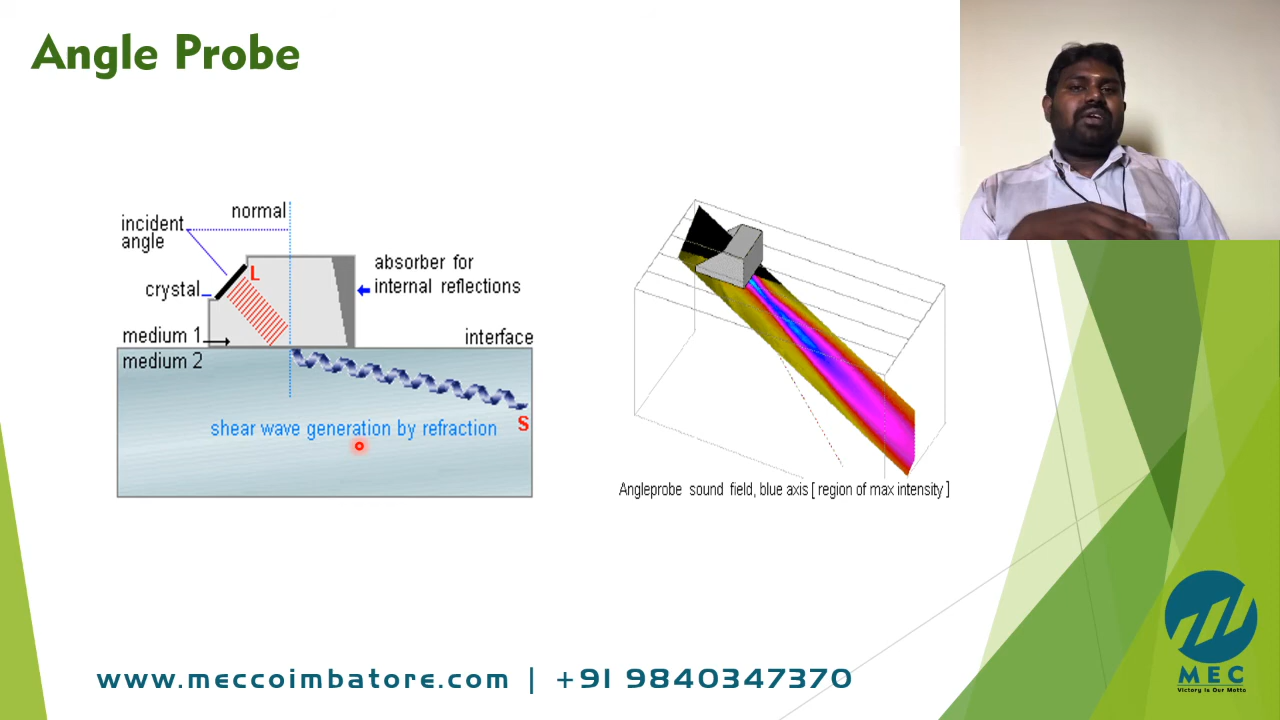 Angle Probe
normal
incident
angle
L
absorber for
internal reflections
crystal
medium 1
interface
medium 2
shear wave generation by refraction
S
Angleprobe sound field, blue axis [ region of max intensity ]
www.meccoimbatore.com | +91 9840347370
MEC
Victory is Our Motto